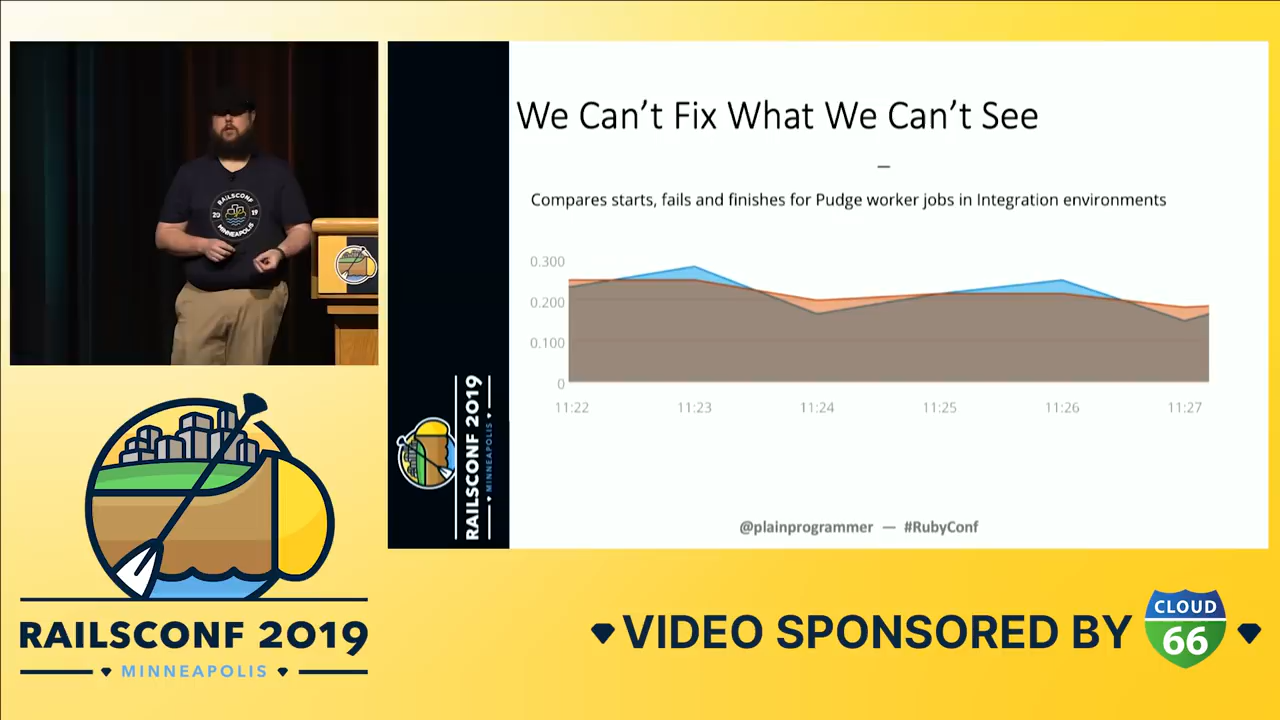 RAILSCONF
20 19
MINNEAPOLIS
We Can’t Fix What We Can’t See
—
Compares starts, fails and finishes for Pudge worker jobs in Integration environments
0.300
0.200
0.100
0
11:22 11:23 11:24 11:25 11:26 11:27
@plainprogrammer — #RubyConf
RAILSCONF 2019
MINNEAPOLIS
RAILSCONF 2019
MINNEAPOLIS
VIDEO SPONSORED BY
CLOUD
66